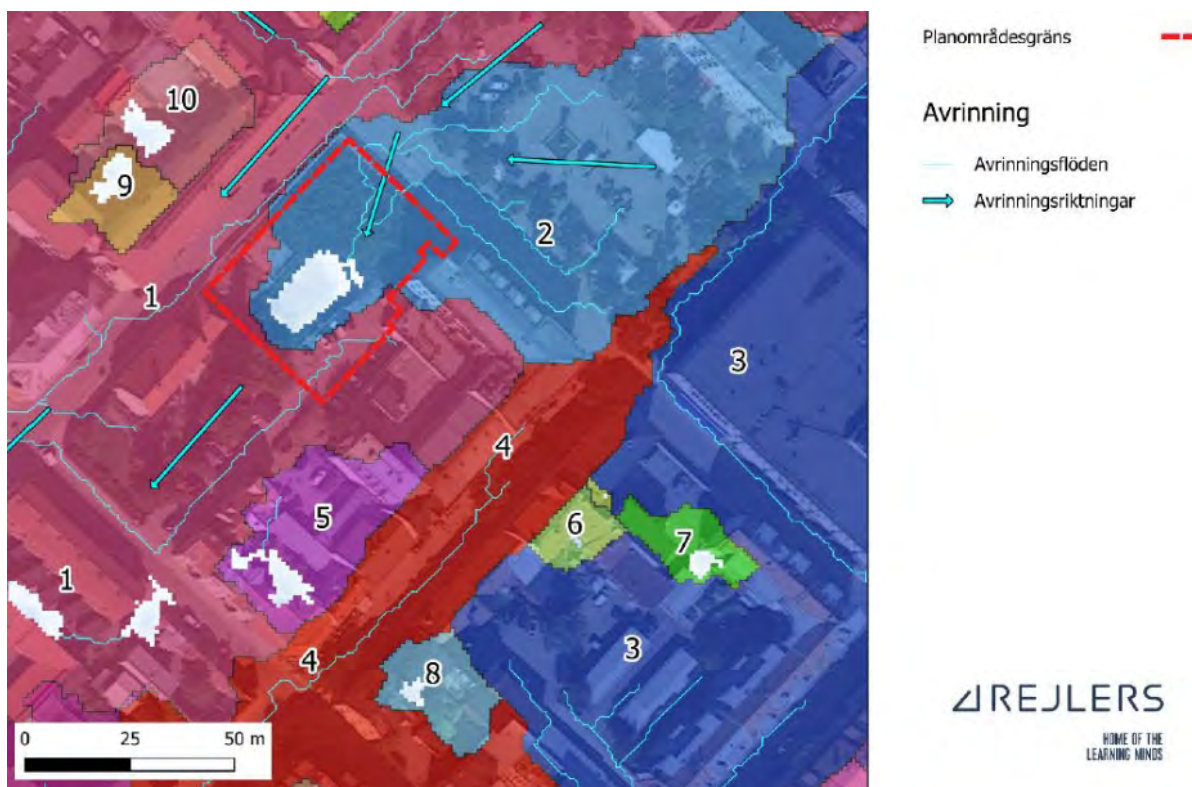 10
9
1
2
3
4
5
6
7
1
3
4
8
0 25 50 m
Planområdesgräns
Avrinning
Avrinningsflöden
Avrinningsriktningar
REJLERS
HOME OF THE
LEARNING MINDS